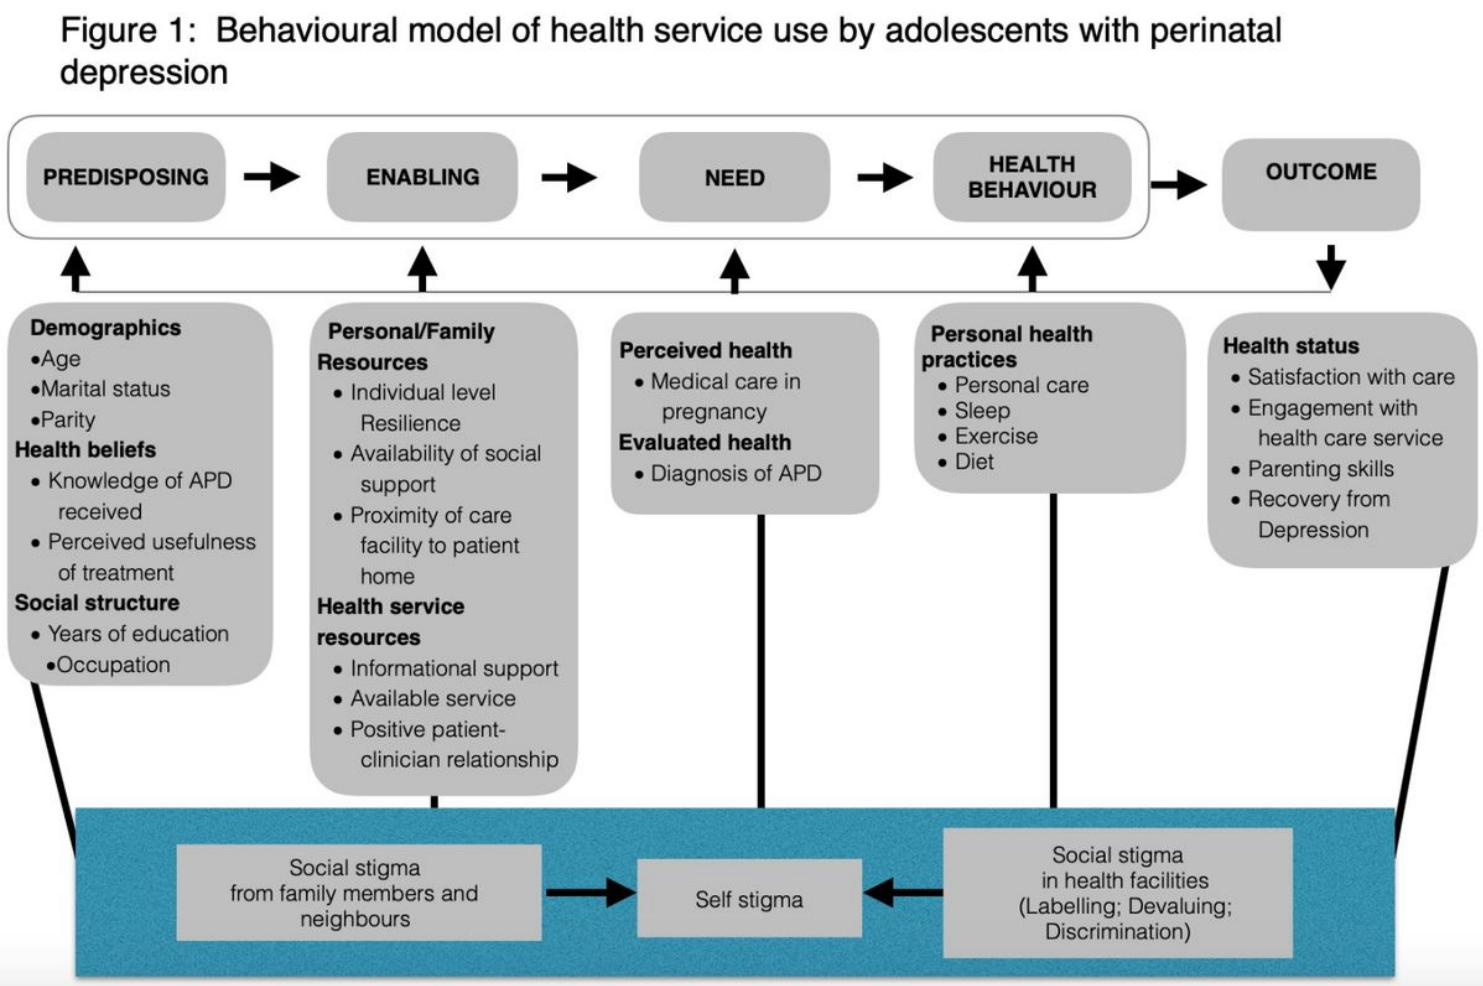 Figure 1: Behavioural model of health service use by adolescents with perinatal
depression
PREDISPOSING
ENABLING
NEED
HEALTH
BEHAVIOUR
OUTCOME
Demographics
•Age
•Marital status
•Parity
Health beliefs
• Knowledge of APD
received
• Perceived usefulness
of treatment
Social structure
• Years of education
•Occupation
Personal/Family
Resources
• Individual level
Resilience
• Availability of social
support
• Proximity of care
facility to patient
home
Health service
resources
• Informational support
• Available service
• Positive patient-
clinician relationship
Perceived health
• Medical care in
pregnancy
Evaluated health
• Diagnosis of APD
Personal health
practices
• Personal care
• Sleep
• Exercise
• Diet
Health status
• Satisfaction with care
• Engagement with
health care service
• Parenting skills
• Recovery from
Depression
Social stigma
from family members and
neighbours
Self stigma
Social stigma
in health facilities
(Labelling; Devaluing;
Discrimination)